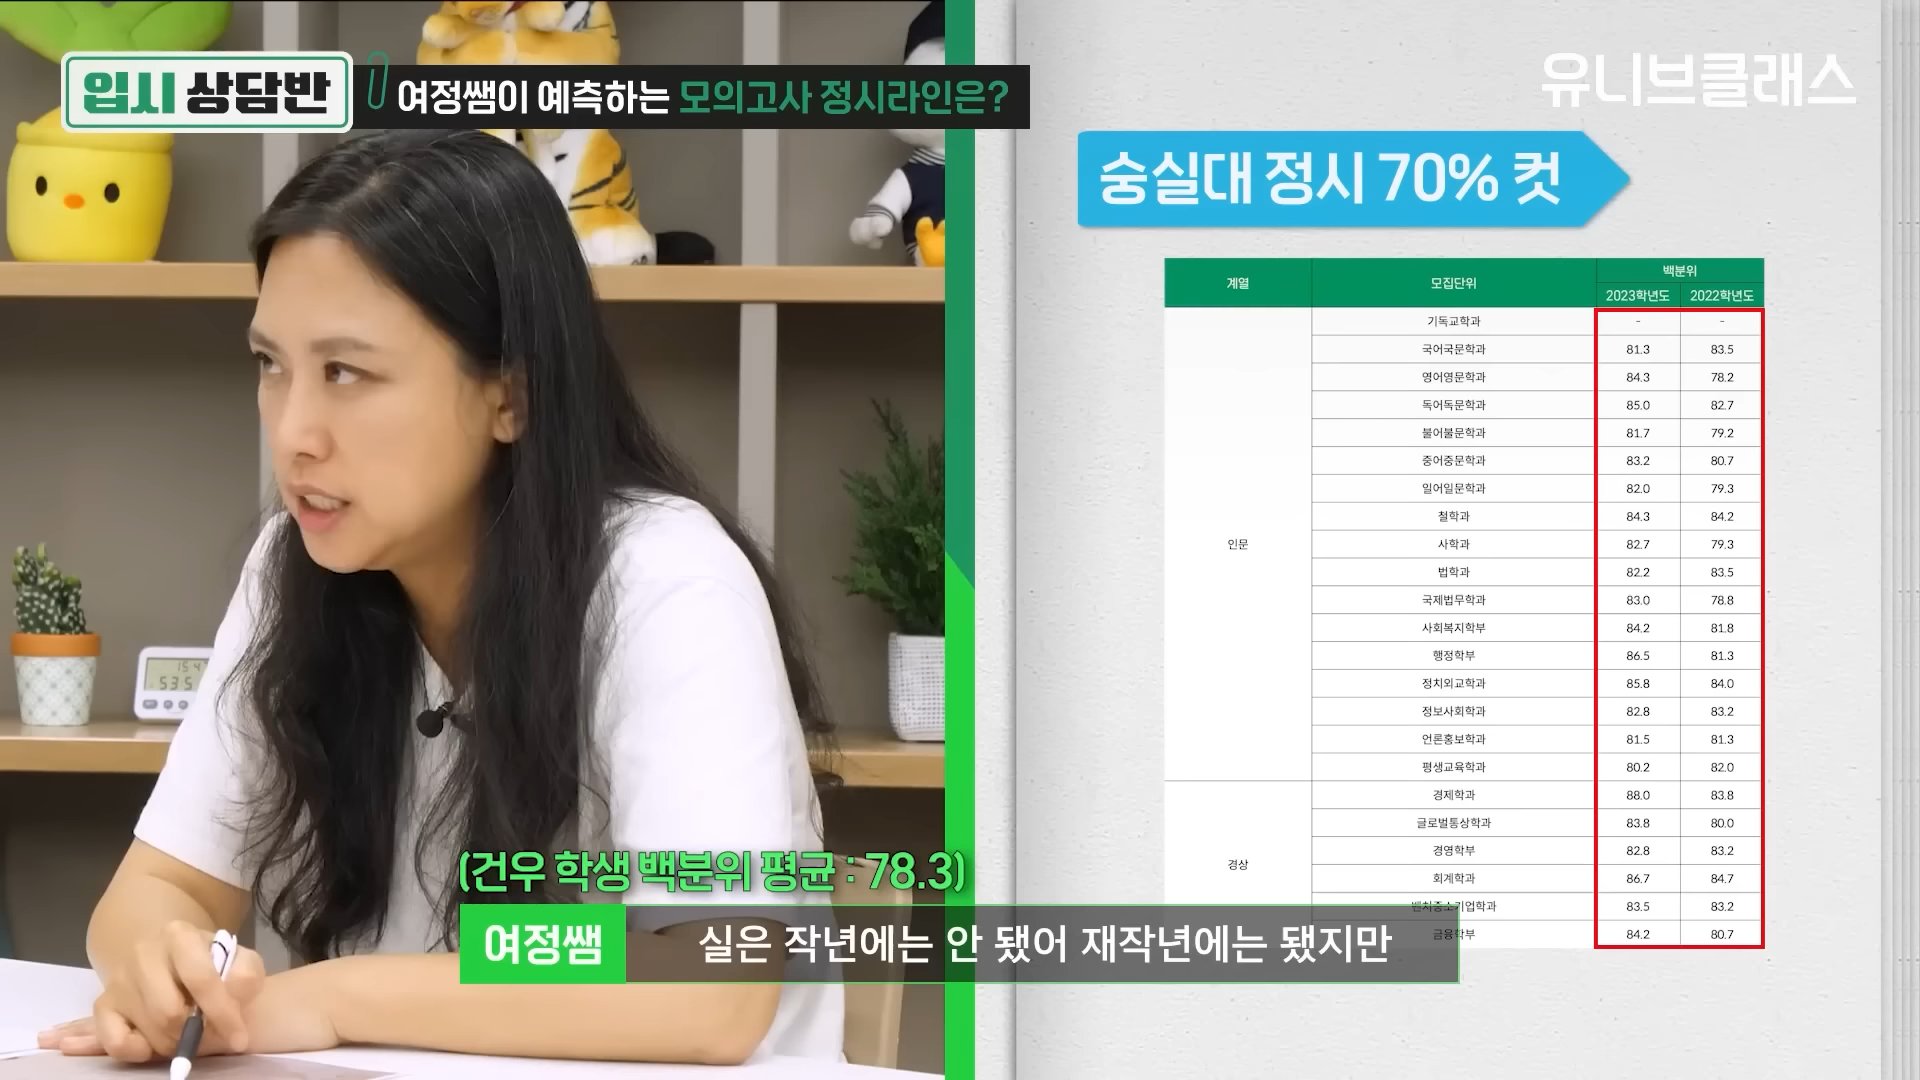 입시 상담반
여정쌤이 예측하는 모의고사 정시라인은?
유니브클래스
숭실대 정시 70% 컷
계열 모집단위 백분위
2023학년도 2022학년도
인문
기독교학과 - -
국어국문학과 81.3 83.5
영어영문학과 84.3 78.2
독어독문학과 85.0 82.7
불어불문학과 81.7 79.2
중어중문학과 83.2 80.7
일어일문학과 82.0 79.3
철학과 84.3 84.2
사학과 82.7 79.3
법학과 82.2 83.5
국제법무학과 83.0 78.8
사회복지학부 84.2 81.8
행정학부 86.5 81.3
정치외교학과 85.8 84.0
정보사회학과 82.8 83.2
언론홍보학과 81.5 81.3
평생교육학과 80.2 82.0
경상
경제학과 88.0 83.8
글로벌통상학과 83.8 80.0
경영학부 82.8 83.2
회계학과 86.7 84.7
벤처중소기업학과 83.5 83.2
금융학부 84.2 80.7
(건우 학생 백분위 평균 : 78.3)
여정쌤 실은 작년에는 안 됐어 재작년에는 됐지만